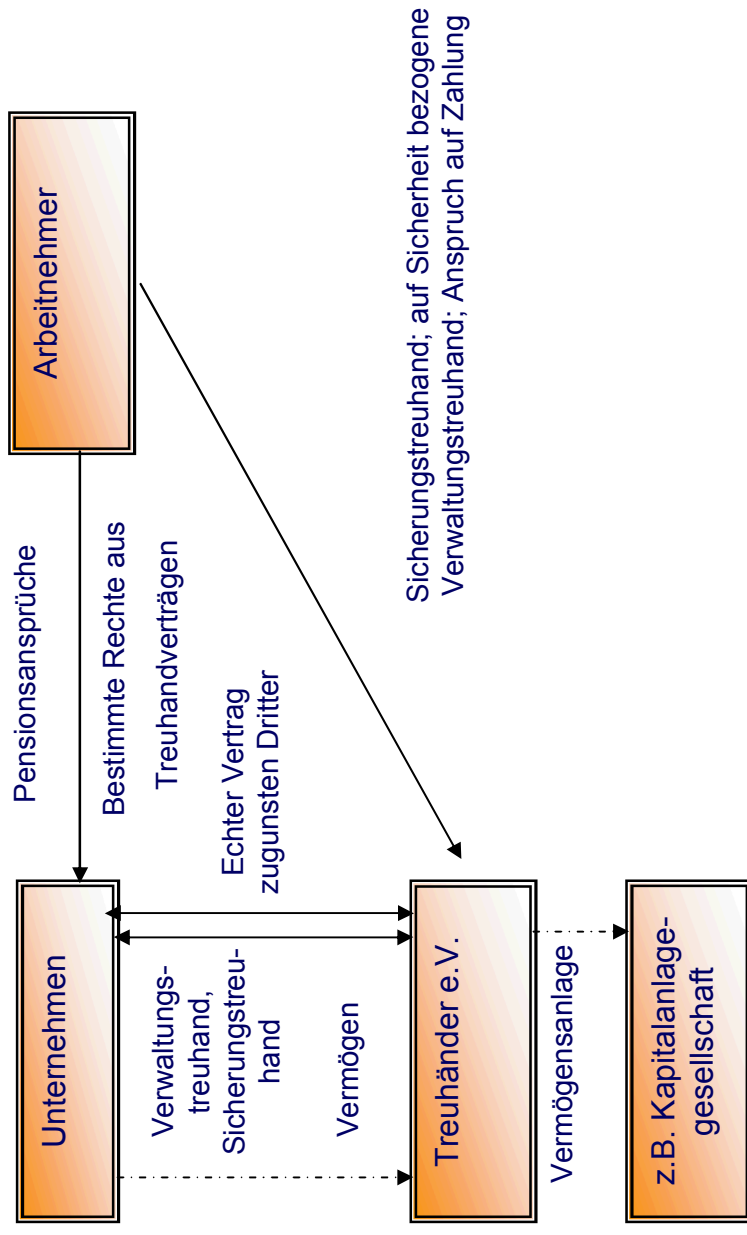 Unternehmen
Pensionsansprüche
Arbeitnehmer
Bestimmte Rechte aus
Treuhandverträgen
Verwaltungs-
treuhand,
Sicherungstreu-
hand
Echter Vertrag
zugunsten Dritter
Vermögen
Treuhänder e.V.
Sicherungstreuhand; auf Sicherheit bezogene
Verwaltungstreuhand; Anspruch auf Zahlung
Vermögensanlage
z.B. Kapitalanlage-
gesellschaft